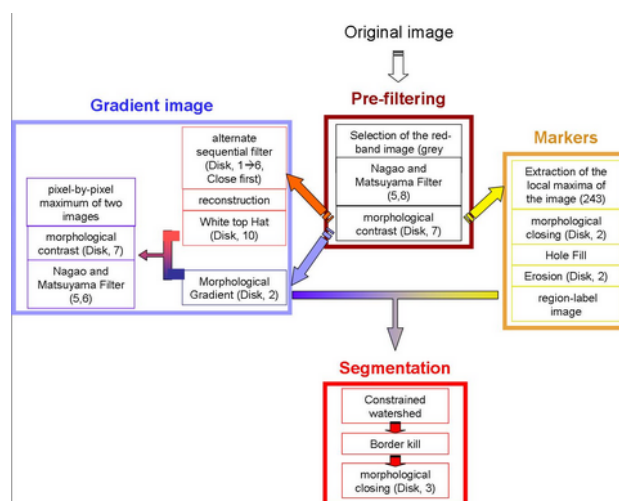 Original image
Gradient image
Pre-filtering
Markers
alternate
sequential filter
(Disk, 1→6,
Close first)
reconstruction
White top Hat
(Disk, 10)
pixel-by-pixel
maximum of two
images
morphological
contrast (Disk, 7)
Nagao and
Matsuyama Filter
(5,6)
Morphological
Gradient (Disk, 2)
Selection of the red-
band image (grey
Nagao and
Matsuyama Filter
(5,8)
morphological
contrast (Disk, 7)
Extraction of the
local maxima of
the image (243)
morphological
closing (Disk, 2)
Hole Fill
Erosion (Disk, 2)
region-label
image
Segmentation
Constrained
watershed
Border kill
morphological
closing (Disk, 3)